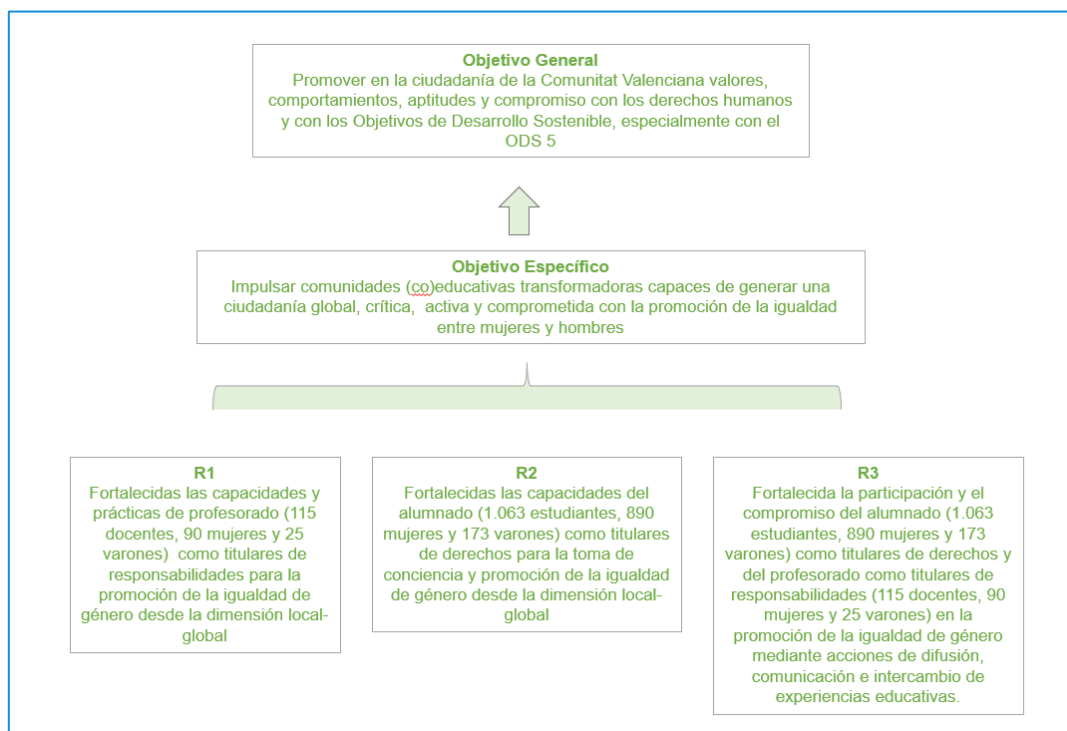 Objetivo General
Promover en la ciudadanía de la Comunitat Valenciana valores,
comportamientos, aptitudes y compromiso con los derechos humanos
y con los Objetivos de Desarrollo Sostenible, especialmente con el
ODS 5
Objetivo Específico
Impulsar comunidades (co)educativas transformadoras capaces de generar una
ciudadanía global, crítica, activa y comprometida con la promoción de la igualdad
entre mujeres y hombres
R1
Fortalecidas las capacidades y
prácticas de profesorado (115
docentes, 90 mujeres y 25
varones) como titulares de
responsabilidades para la
promoción de la igualdad de
género desde la dimensión local-
global
R2
Fortalecidas las capacidades del
alumnado (1.063 estudiantes, 890
mujeres y 173 varones) como titulares
de derechos para la toma de
conciencia y promoción de la igualdad
de género desde la dimensión local-
global
R3
Fortalecida la participación y el
compromiso del alumnado (1.063
estudiantes, 890 mujeres y 173
varones) como titulares de derechos y
del profesorado como titulares de
responsabilidades (115 docentes, 90
mujeres y 25 varones) en la
promoción de la igualdad de género
mediante acciones de difusión,
comunicación e intercambio de
experiencias educativas.